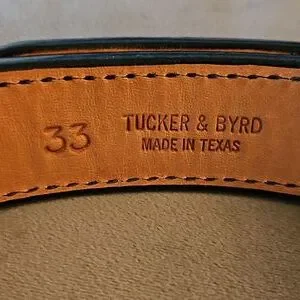 33
TUCKER & BYRD
MADE IN TEXAS